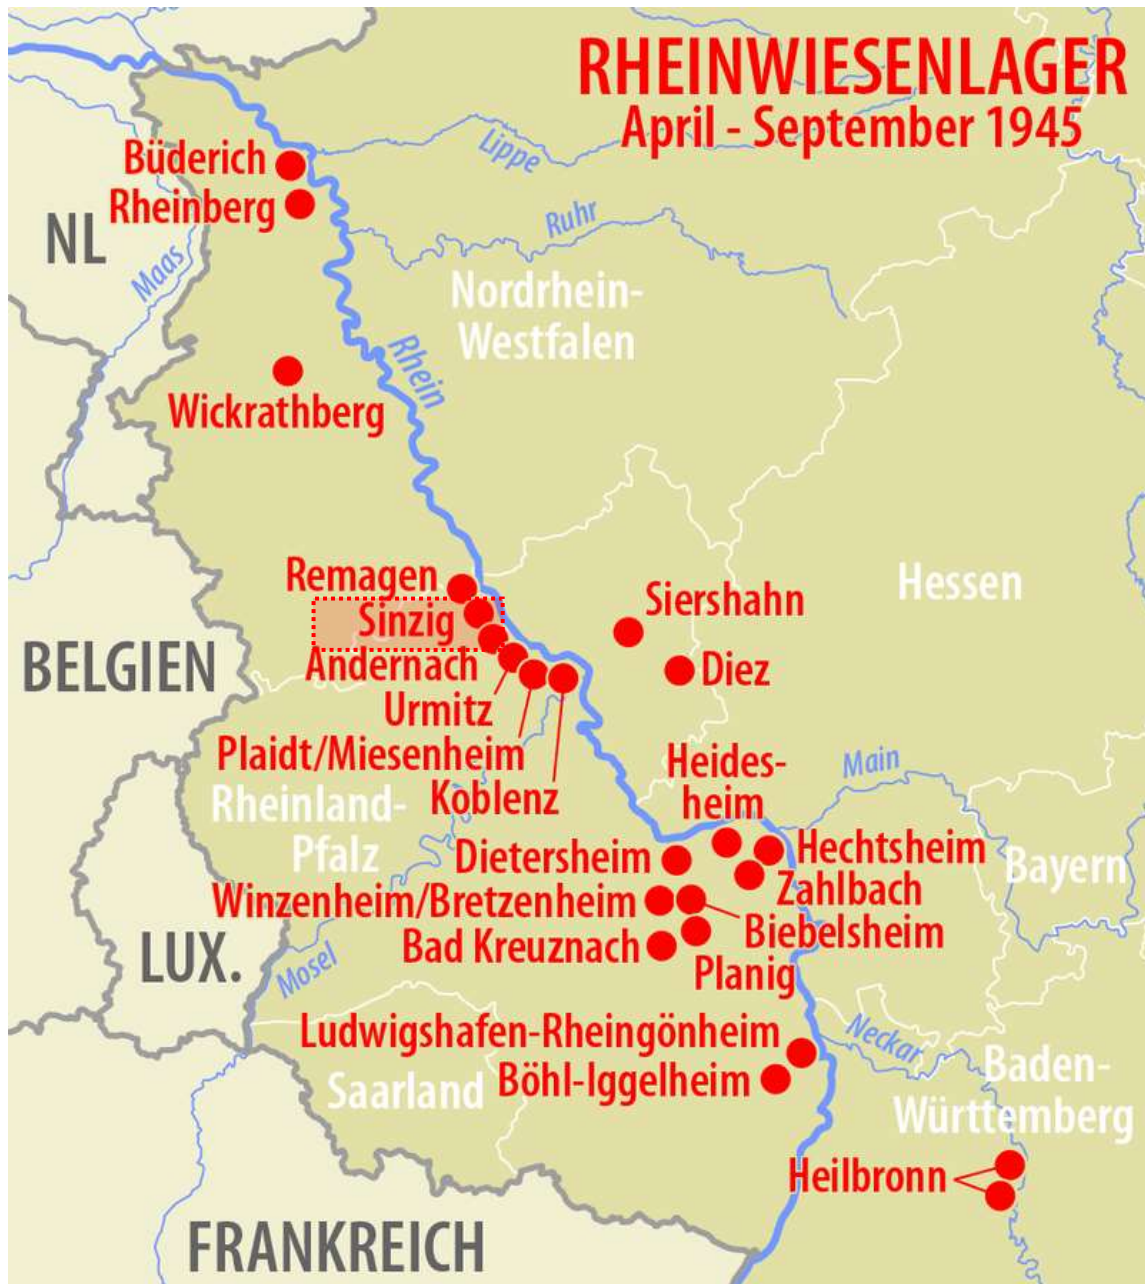 RHEINWIESENLAGER
April - September 1945
Büderich
Rheinberg
Lippe
Ruhr
NL
Maas
Nordrhein-
Westfalen
Rhein
Wickrathberg
Remagen
Sinzig
Andernach
Urmitz
Plaidt/Miesenheim
Koblenz
Siershahn
Diez
Hessen
BELGIEN
Rheinland-
Pfalz
Heides-
heim
Main
Dietersheim
Hechtsheim
Zahlbach
Bayern
Winzenheim/Bretzenheim
Biebelsheim
Bad Kreuznach
Planig
LUX.
Mosel
Ludwigshafen-Rheingönheim
Neckar
Saarland
Böhl-Iggelheim
Baden-
Württemberg
Heilbronn
FRANKREICH